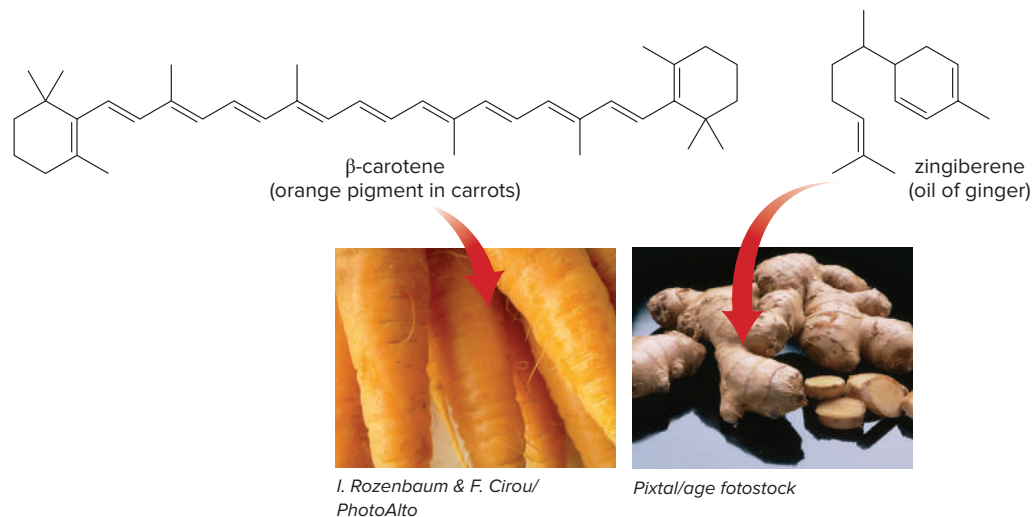 β-carotene
(orange pigment in carrots)
zingiberene
(oil of ginger)
I. Rozenbaum & F. Cirou/
PhotoAlto
Pixtal/age fotostock